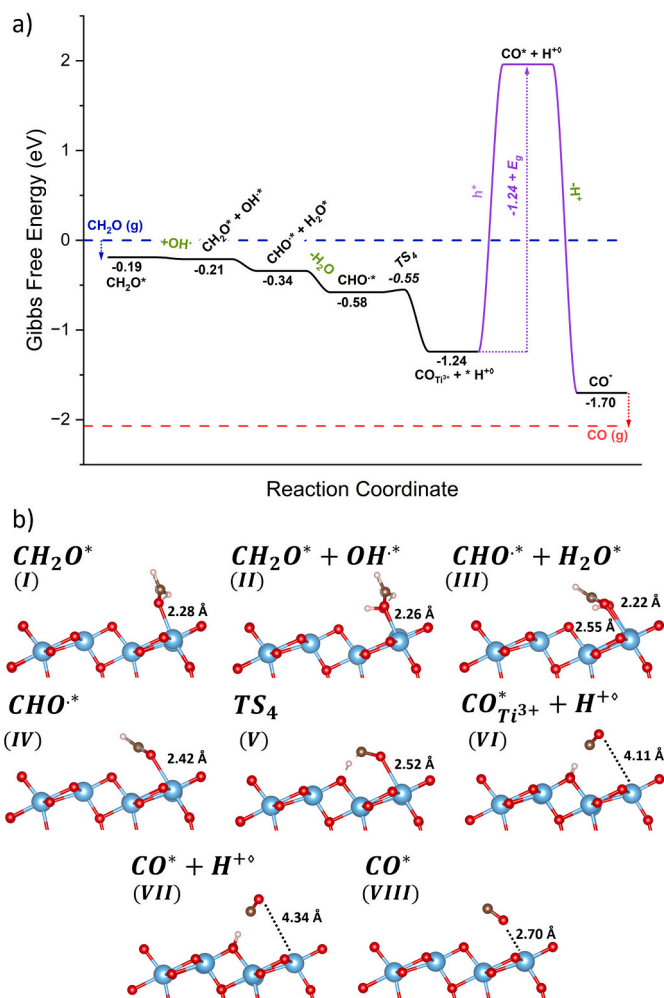 a)
Gibbs Free Energy (eV)
2
1
0
−1
−2
CH₂O (g)
-0.19
CH₂O*
+OH·
CH₂O* + OH·*
-0.21
CHO·* + H₂O*
-0.34
-H₂O
CHO·*
-0.58
TS₄
-0.55
-1.24
CO_Ti³⁺ + * H⁺◊
h⁺
-1.24 + E_g
CO* + H⁺◊
-H⁺
CO*
-1.70
CO (g)
Reaction Coordinate
b)
CH₂O*
(I)
2.28 Å
CH₂O* + OH·*
(II)
2.26 Å
CHO·* + H₂O*
(III)
2.22 Å
2.55 Å
CHO·*
(IV)
2.42 Å
TS₄
(V)
2.52 Å
CO*_Ti³⁺ + H⁺◊
(VI)
4.11 Å
CO* + H⁺◊
(VII)
4.34 Å
CO*
(VIII)
2.70 Å